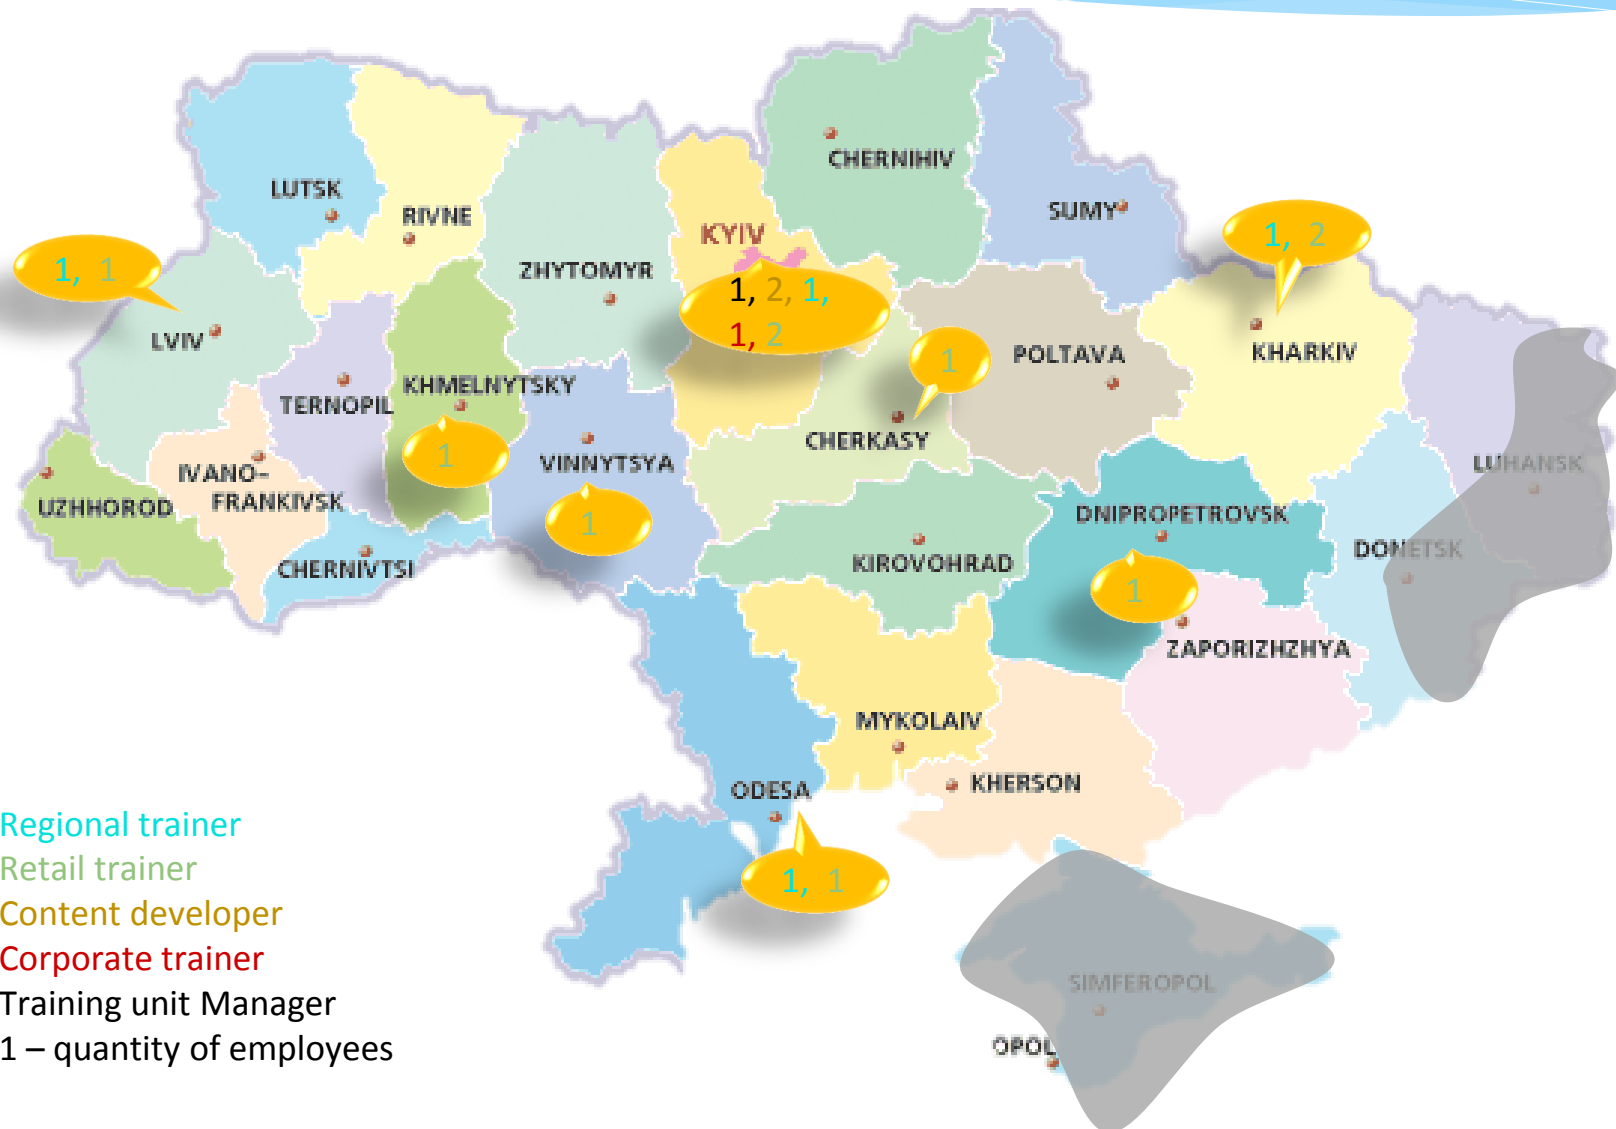 CHERNIHIV
LUTSK
RIVNE
SUMY
KYIV
1, 2
1, 1
ZHYTOMYR
1, 2, 1,
1, 2
LVIV
POLTAVA
KHARKIV
1
KHMELNYTSKY
TERNOPIL
CHERKASY
1
VINNYTSYA
LUHANSK
IVANO-
FRANKIVSK
UZHHOROD
1
DNIPROPETROVSK
KIROVOHRAD
DONETSK
CHERNIVTSI
1
ZAPORIZHZHYA
MYKOLAIV
ODESA
KHERSON
1, 1
SIMFEROPOL
OPOL
Regional trainer
Retail trainer
Content developer
Corporate trainer
Training unit Manager
1 – quantity of employees